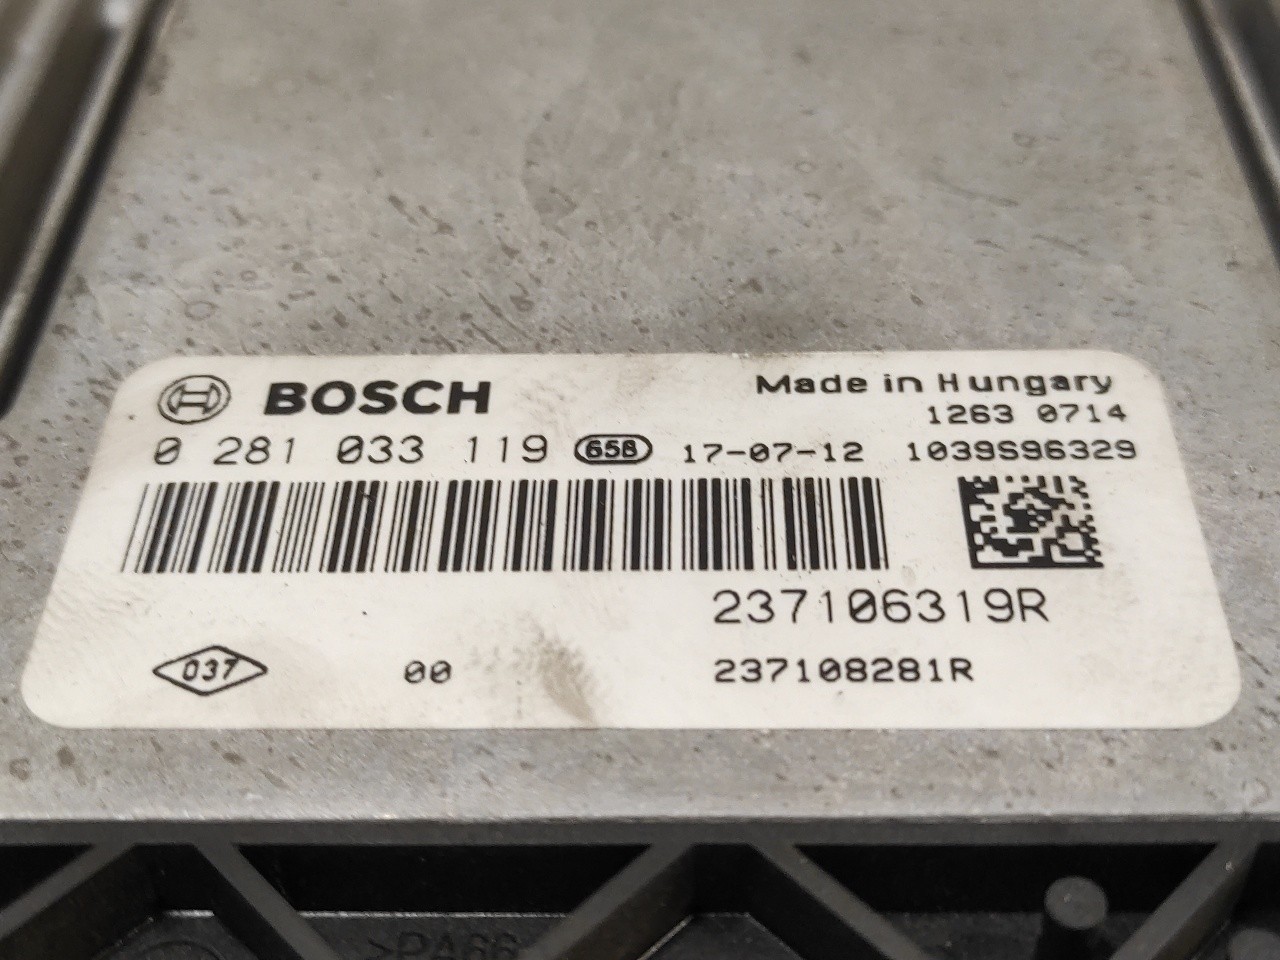 BOSCH
Made in Hungary
1263 0714
0 281 033 119 658 17-07-12 1039S96329
237106319R
037 00 237108281R
>PA66